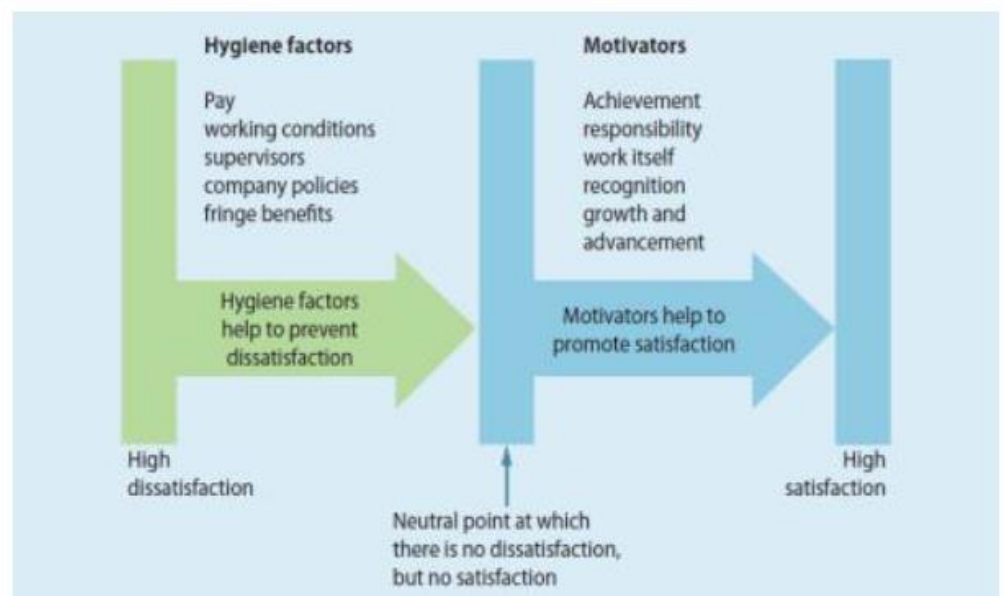 Hygiene factors
Pay
working conditions
supervisors
company policies
fringe benefits
Motivators
Achievement
responsibility
work itself
recognition
growth and
advancement
Hygiene factors
help to prevent
dissatisfaction
Motivators help to
promote satisfaction
High
dissatisfaction
High
satisfaction
Neutral point at which
there is no dissatisfaction,
but no satisfaction